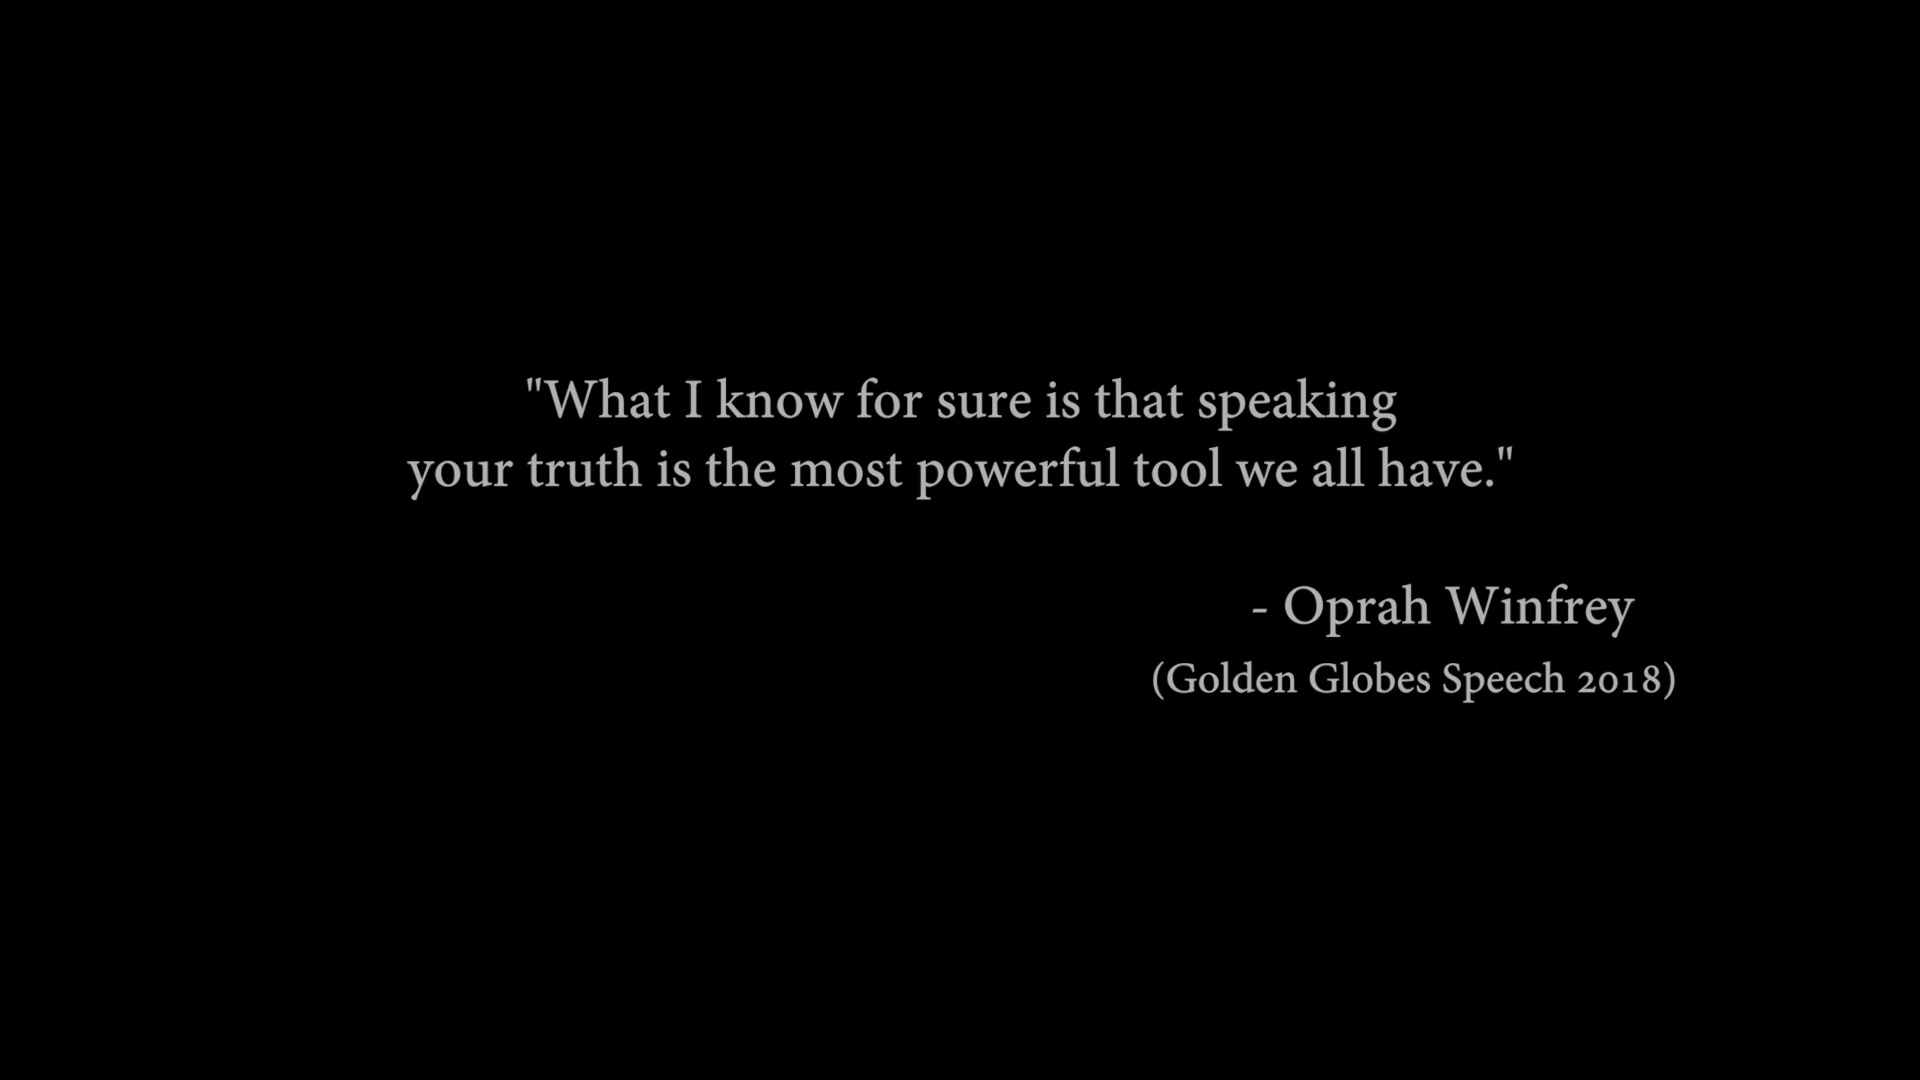 "What I know for sure is that speaking
your truth is the most powerful tool we all have."
- Oprah Winfrey
(Golden Globes Speech 2018)